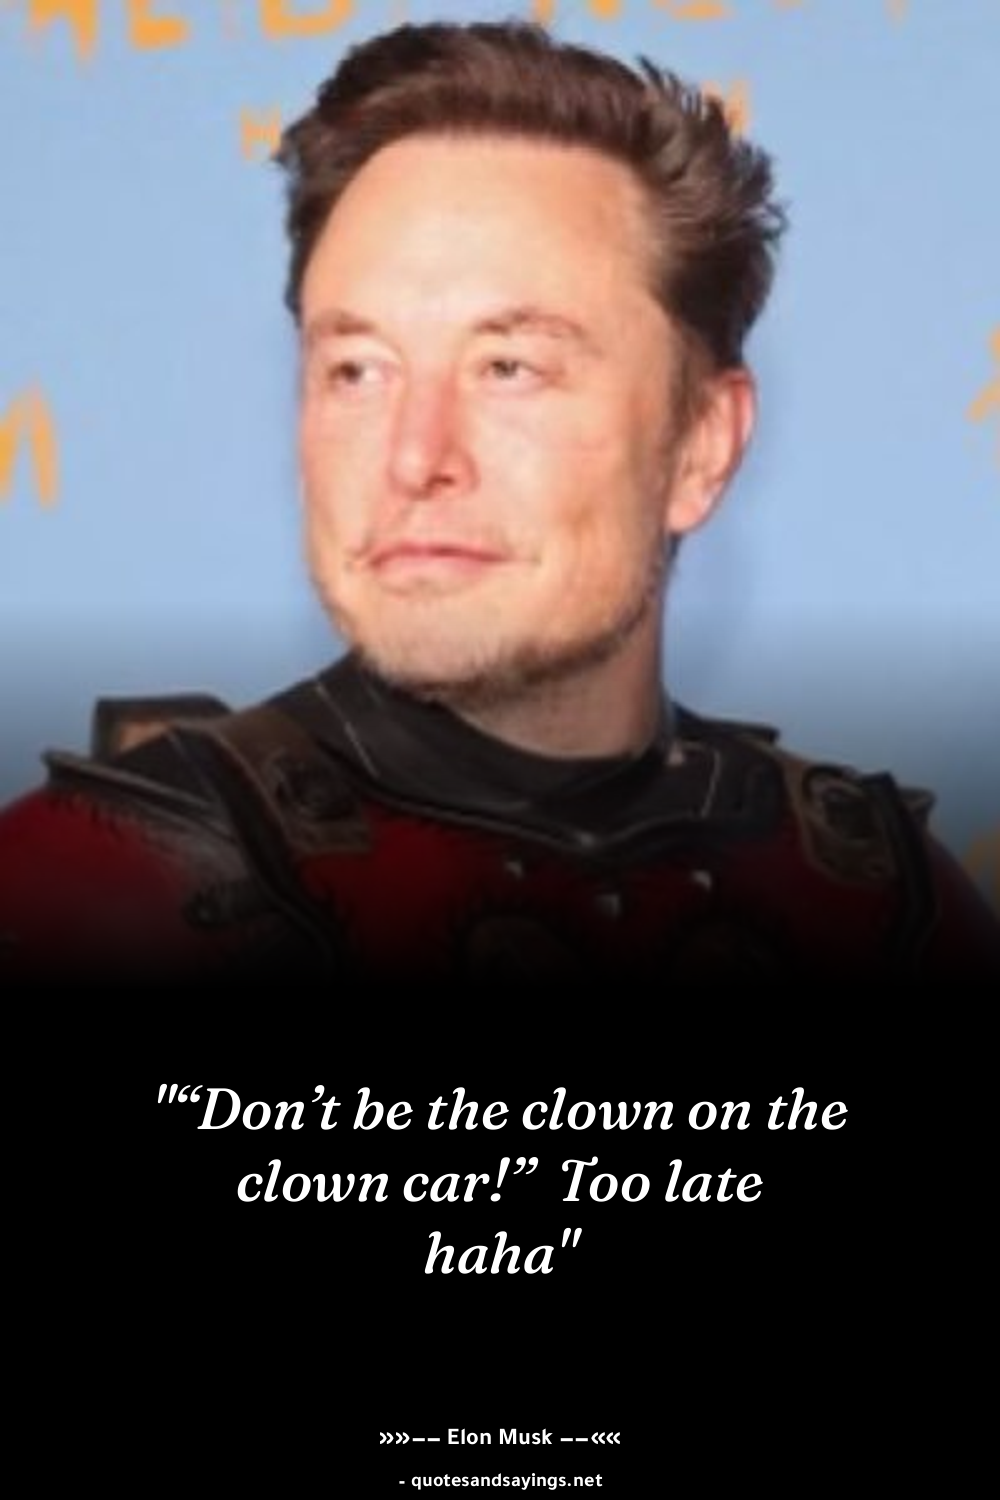 "“Don’t be the clown on the
clown car!”  Too late
haha"
»»−− Elon Musk −−««
- quotesandsayings.net